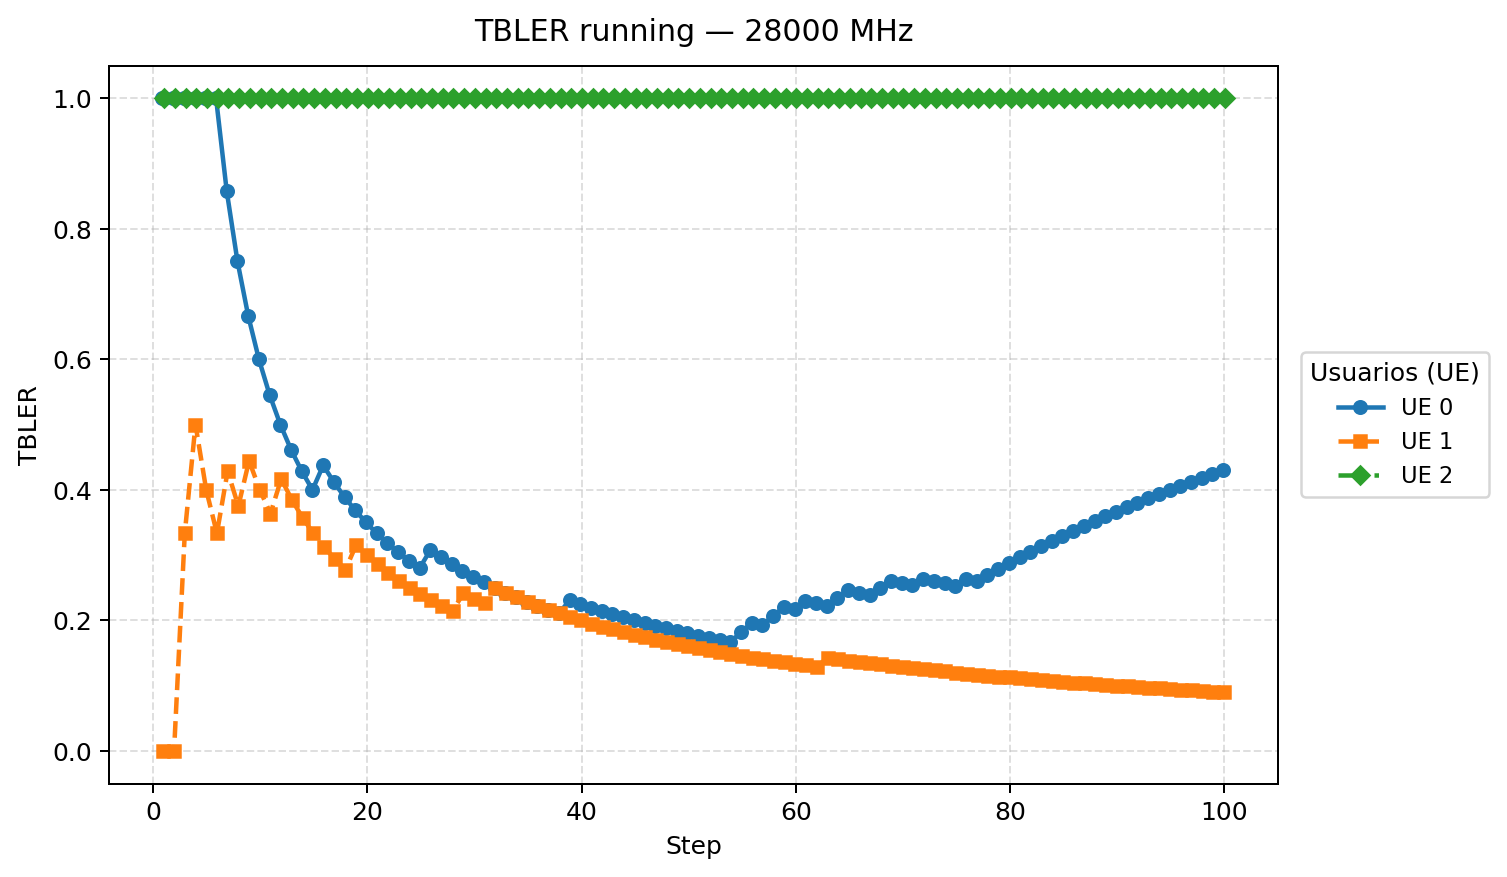 TBLER running — 28000 MHz
1.0
0.8
0.6
0.4
0.2
0.0
TBLER
0 20 40 60 80 100
Step
Usuarios (UE)
UE 0
UE 1
UE 2